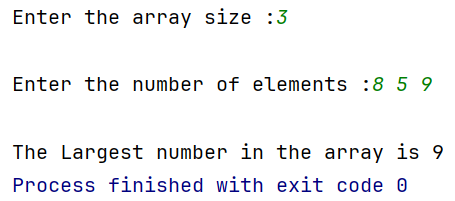 Enter the array size :3
Enter the number of elements :8 5 9
The Largest number in the array is 9
Process finished with exit code 0